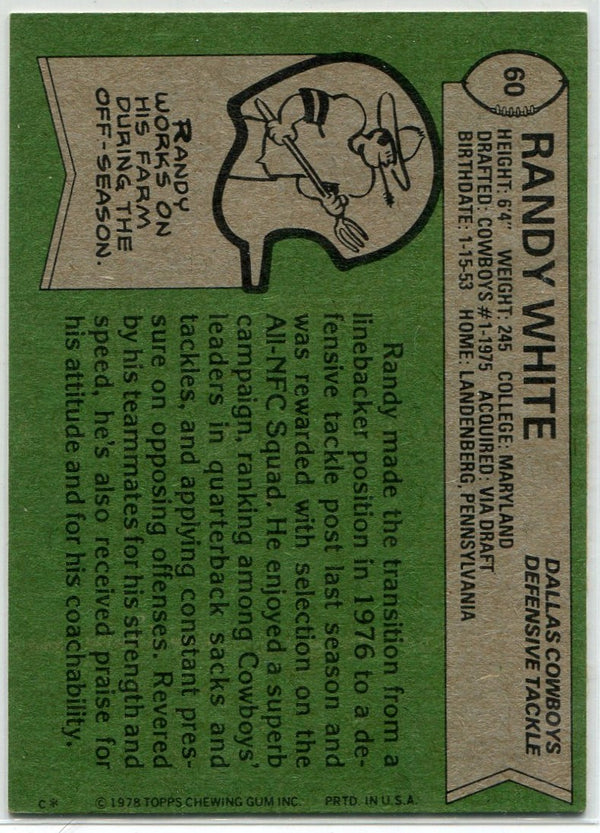 60
RANDY WHITE
DALLAS COWBOYS
DEFENSIVE TACKLE
HEIGHT: 6'4" WEIGHT: 245 COLLEGE: MARYLAND
DRAFTED: COWBOYS #1-1975 ACQUIRED: VIA DRAFT
BIRTHDATE: 1-15-53 HOME: LANDENBERG, PENNSYLVANIA
RANDY
WORKS ON
HIS FARM
DURING THE
OFF-SEASON.
Randy made the transition from a
linebacker position in 1976 to a de-
fensive tackle post last season and
was rewarded with selection on the
All-NFC Squad. He enjoyed a superb
campaign, ranking among Cowboys'
leaders in quarterback sacks and
tackles, and applying constant pres-
sure on opposing offenses. Revered
by his teammates for his strength and
speed, he's also received praise for
his attitude and for his coachability.
C* © 1978 TOPPS CHEWING GUM INC. PRTD. IN U.S.A.